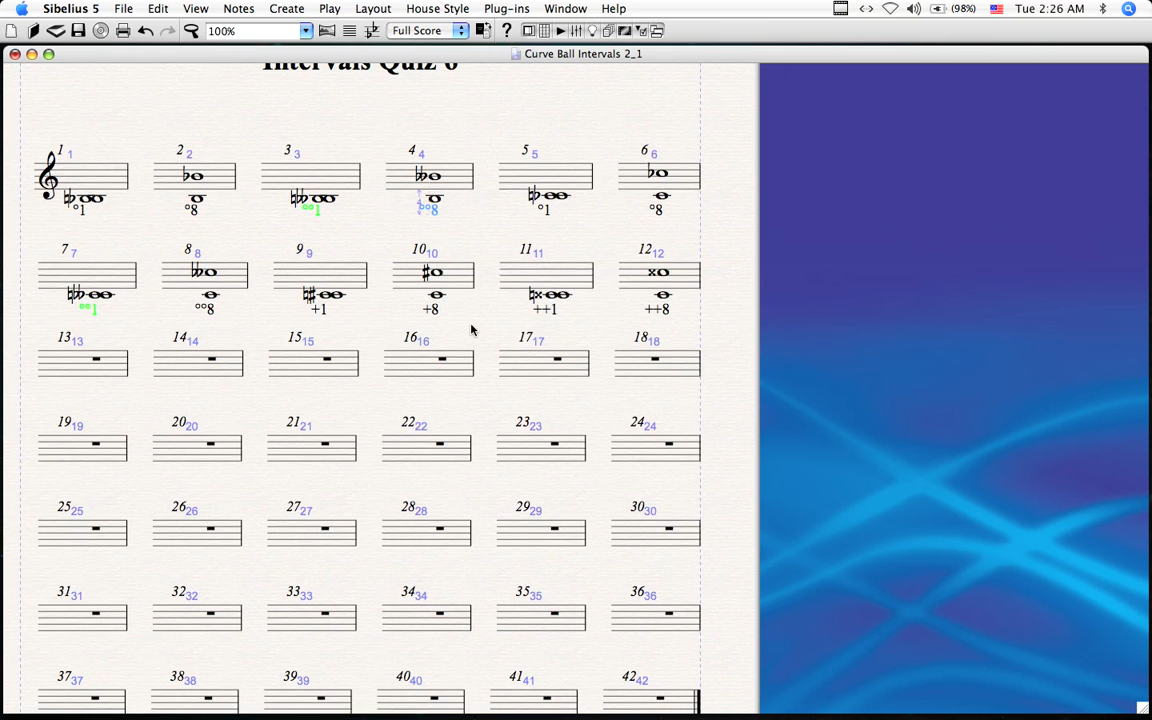 Sibelius 5 File Edit View Notes Create Play Layout House Style Plug-ins Window Help (98%) Tue 2:26 AM
100% Full Score ?
Curve Ball Intervals 2_1
Intervals Quiz 6
1 1 2 2 3 3 4 4 5 5 6 6
°1 °8 °°1 °°8 °1 °8
7 7 8 8 9 9 10 10 11 11 12 12
°°1 °°8 +1 +8 ++1 ++8
13 13 14 14 15 15 16 16 17 17 18 18
19 19 20 20 21 21 22 22 23 23 24 24
25 25 26 26 27 27 28 28 29 29 30 30
31 31 32 32 33 33 34 34 35 35 36 36
37 37 38 38 39 39 40 40 41 41 42 42